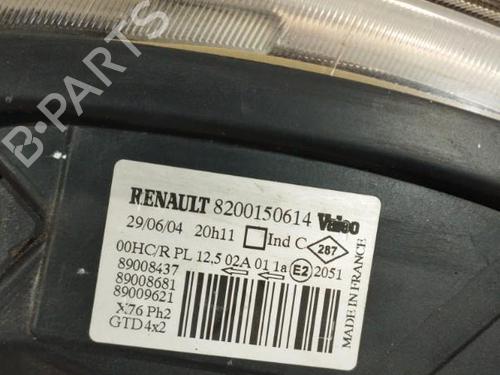 B-PARTS
RENAULT 8200150614 Valeo
29/06/04 20h11 Ind C 287
00HC/R PL 12.5 02A 01 1a E2 2051
89008437
89008681
89009621
X76 Ph2
GTD 4x2
MADE IN FRANCE